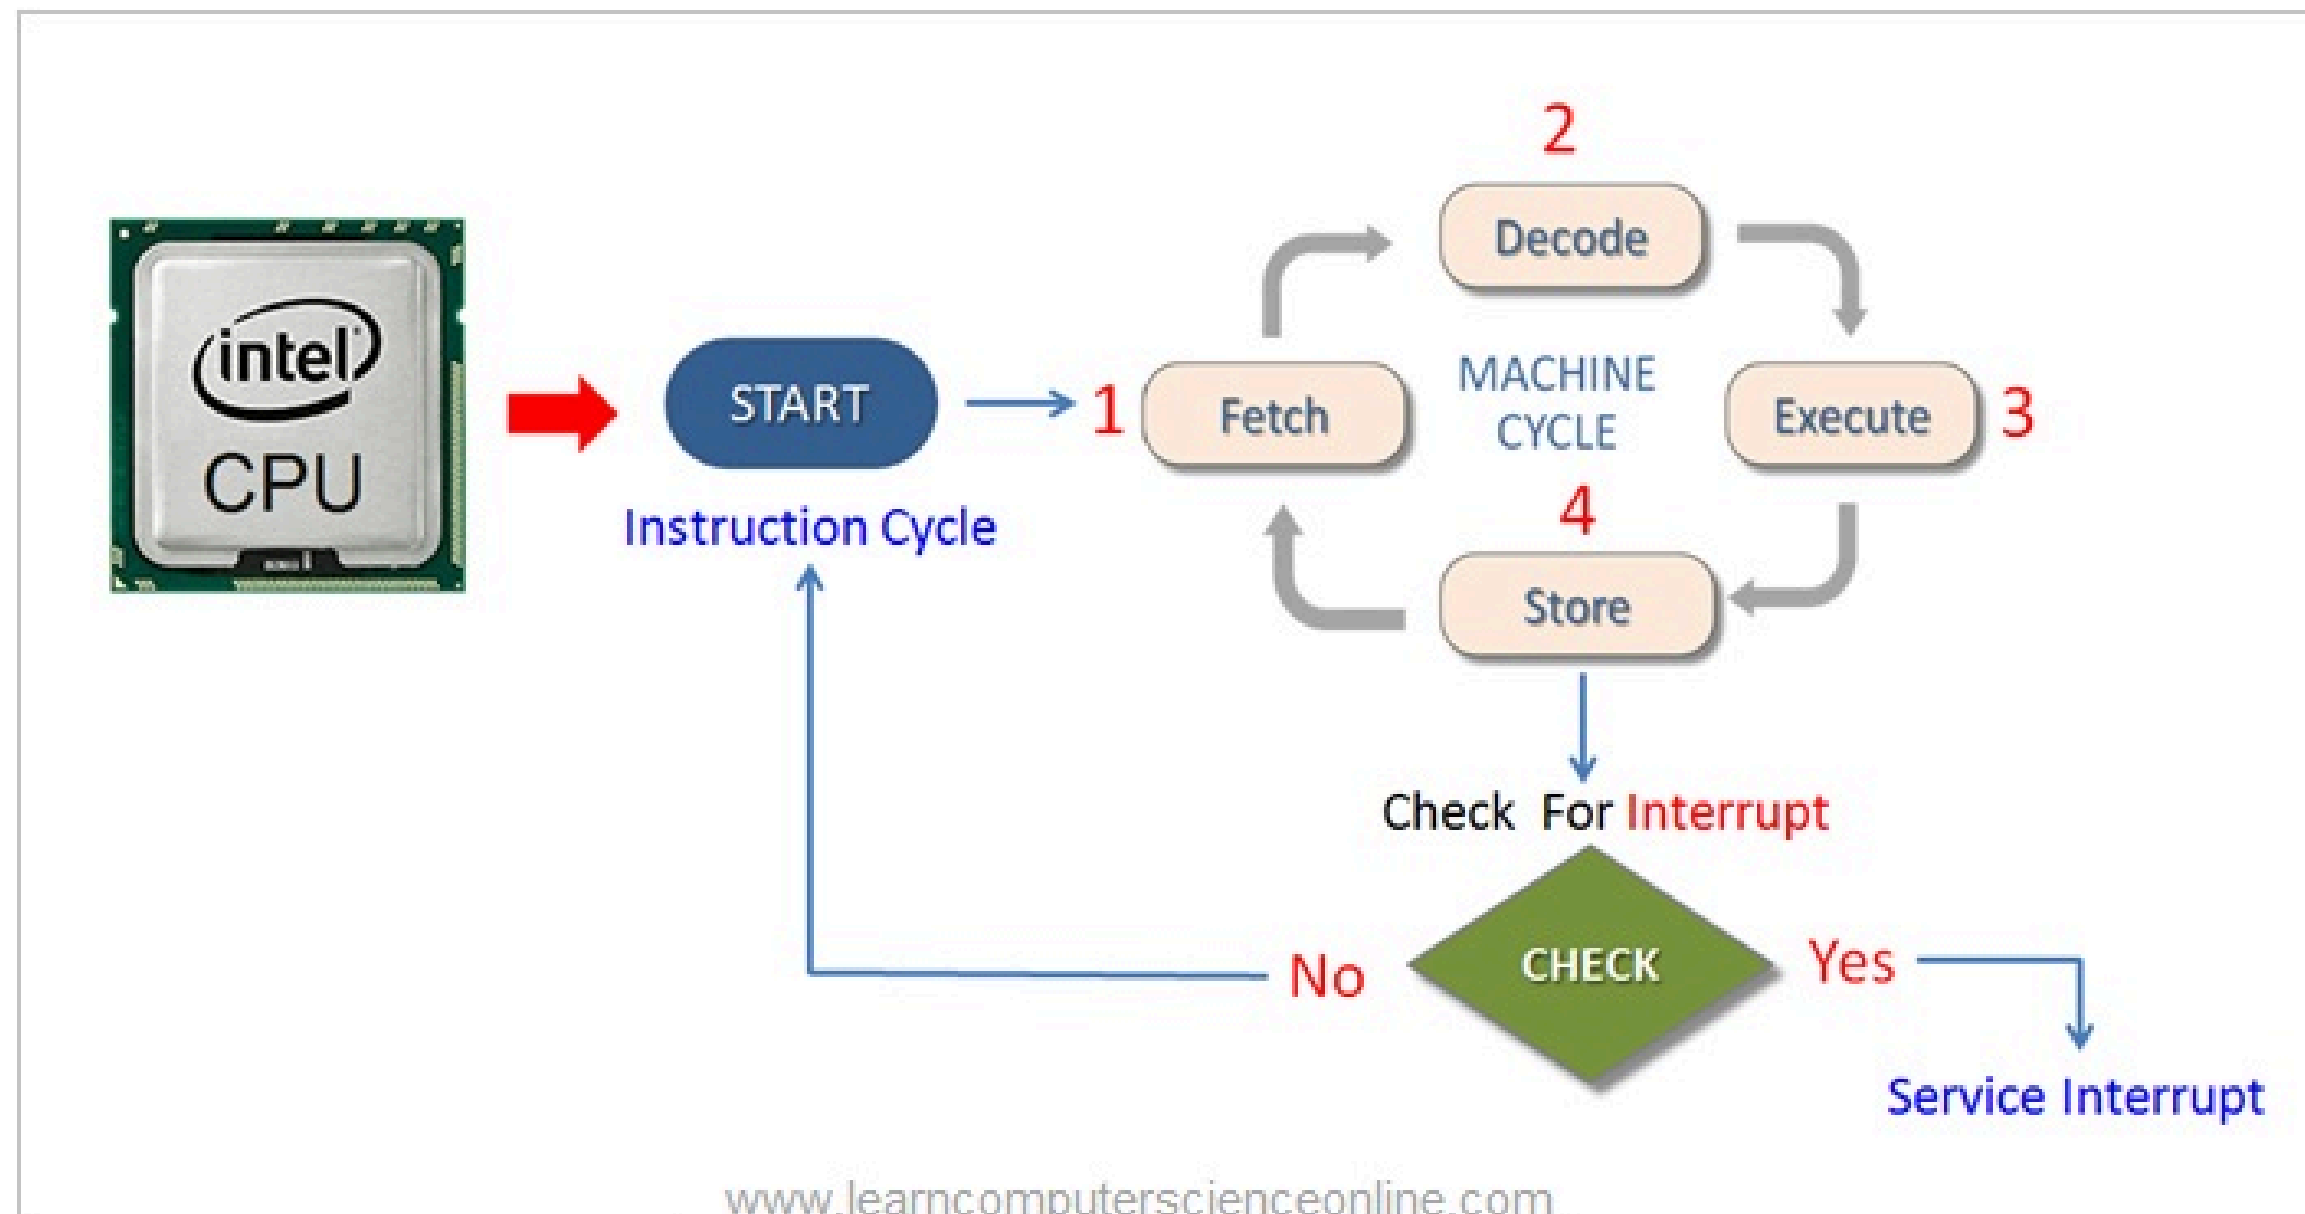 intel
CPU
START
Instruction Cycle
1
Fetch
2
Decode
MACHINE
CYCLE
Execute
3
4
Store
Check For Interrupt
CHECK
No
Yes
Service Interrupt
www.learncomputerscienceonline.com